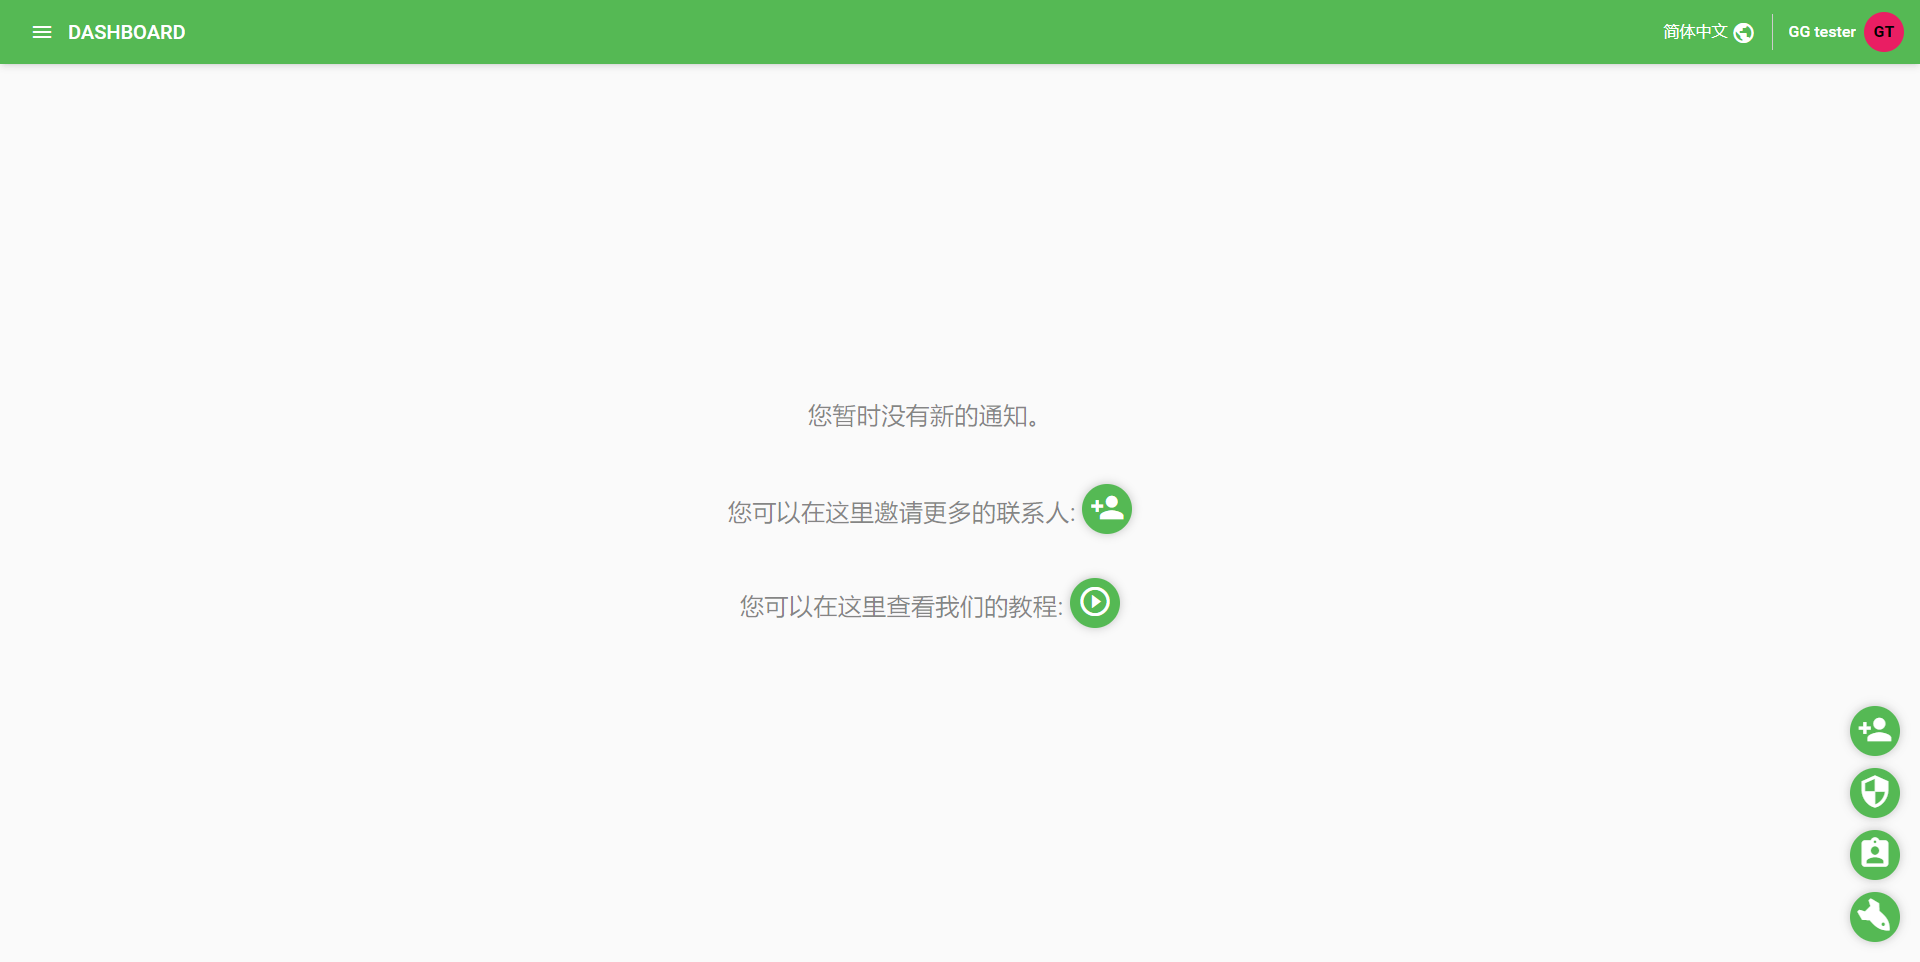 DASHBOARD
简体中文
GG tester
GT
您暂时没有新的通知。
您可以在这里邀请更多的联系人:
您可以在这里查看我们的教程: